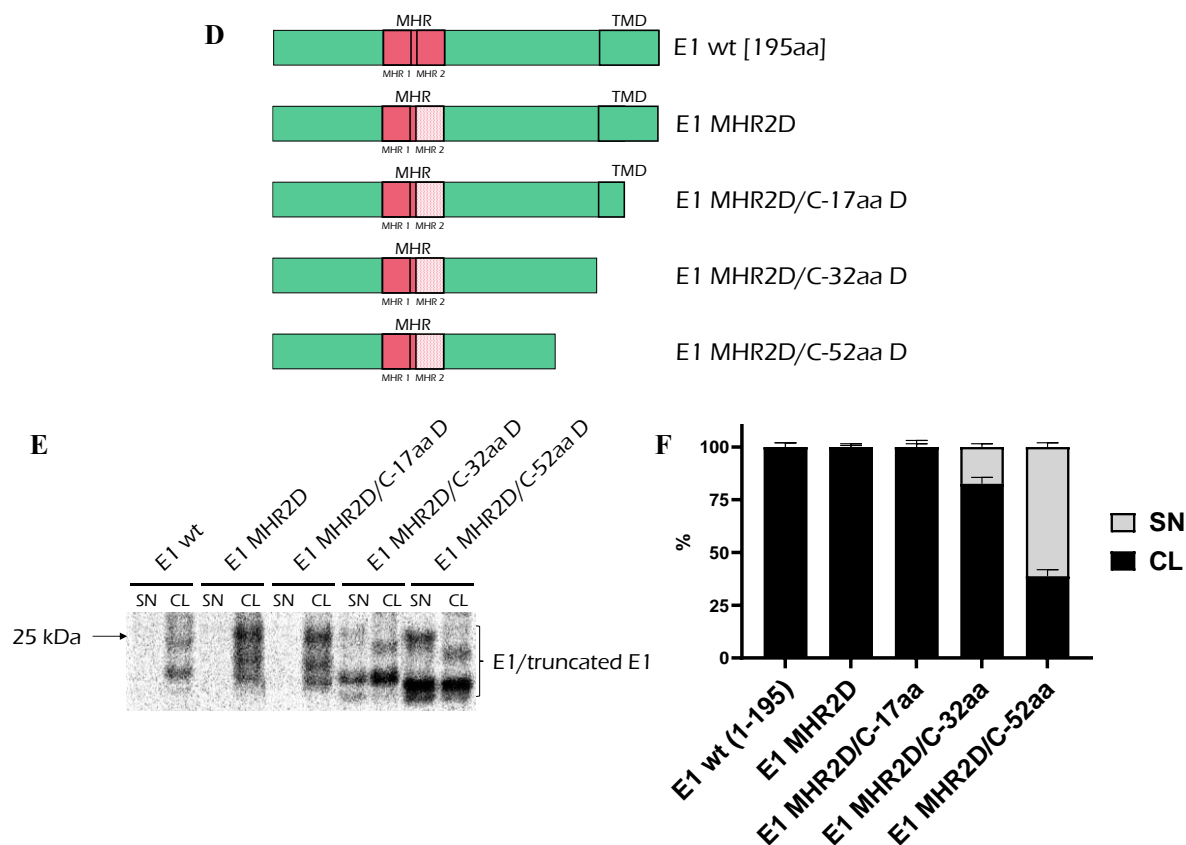 D
MHR TMD
E1 wt [195aa]
MHR 1 MHR 2
MHR TMD
E1 MHR2D
MHR 1 MHR 2
MHR TMD
E1 MHR2D/C-17aa D
MHR 1 MHR 2
MHR
E1 MHR2D/C-32aa D
MHR 1 MHR 2
MHR
E1 MHR2D/C-52aa D
MHR 1 MHR 2
E
E1 wt
E1 MHR2D
E1 MHR2D/C-17aa D
E1 MHR2D/C-32aa D
E1 MHR2D/C-52aa D
SN CL SN CL SN CL SN CL SN CL
25 kDa
E1/truncated E1
F
100
75
50
25
0
%
SN
CL
E1 wt (1-195)
E1 MHR2D
E1 MHR2D/C-17aa
E1 MHR2D/C-32aa
E1 MHR2D/C-52aa